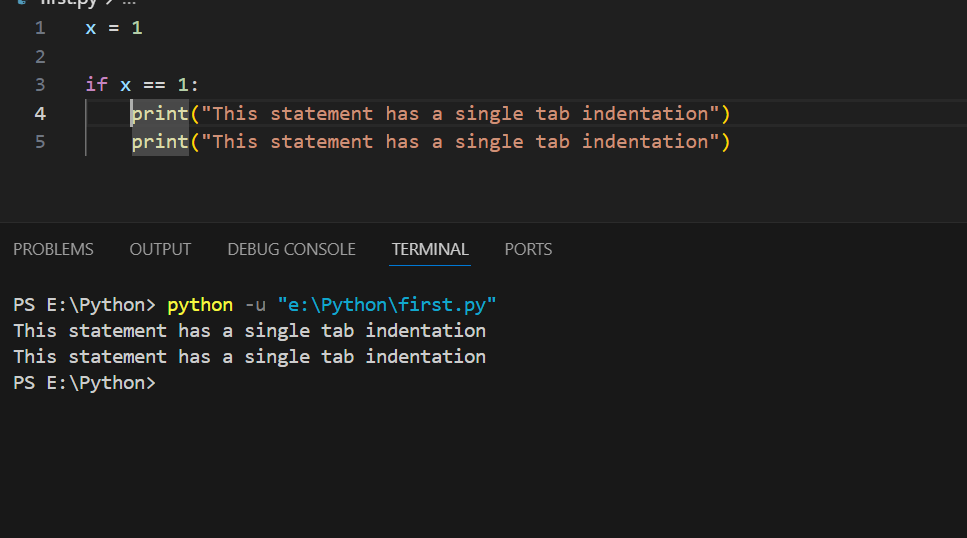 first.py > ...
1 x = 1
2
3 if x == 1:
4 print("This statement has a single tab indentation")
5 print("This statement has a single tab indentation")
PROBLEMS OUTPUT DEBUG CONSOLE TERMINAL PORTS
PS E:\Python> python -u "e:\Python\first.py"
This statement has a single tab indentation
This statement has a single tab indentation
PS E:\Python>